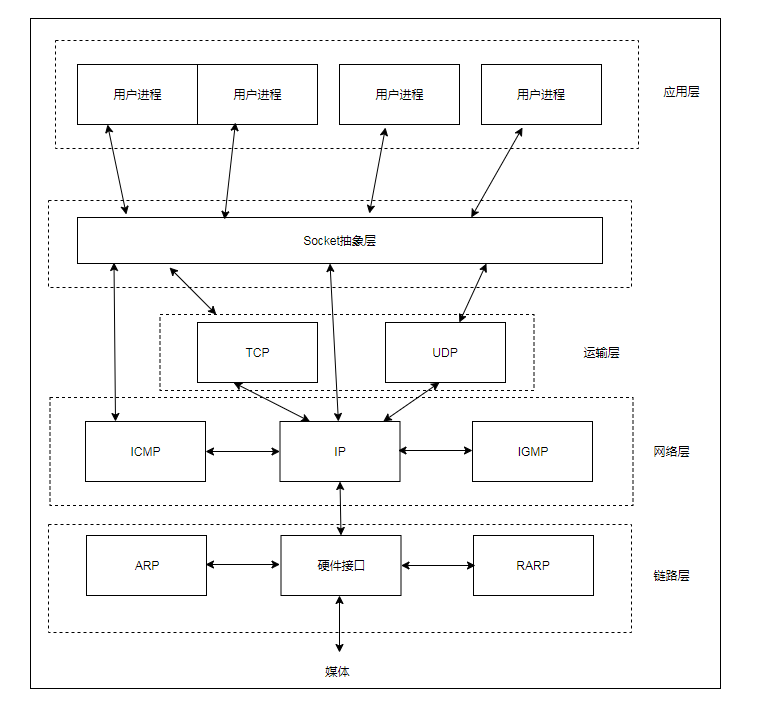 用户进程
用户进程
用户进程
用户进程
应用层
Socket抽象层
TCP
UDP
运输层
ICMP
IP
IGMP
网络层
ARP
硬件接口
RARP
链路层
媒体